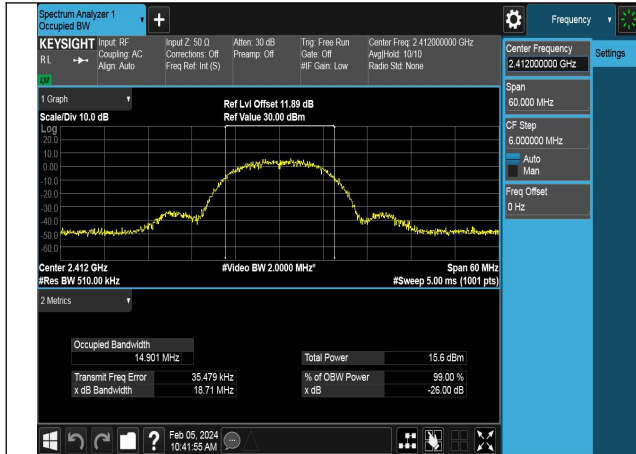 Spectrum Analyzer 1
Occupied BW
Frequency
KEYSIGHT
R L
LXI
Input: RF
Coupling: AC
Align: Auto
Input Z: 50 Ω
Corrections: Off
Freq Ref: Int (S)
Atten: 30 dB
Preamp: Off
Trig: Free Run
Gate: Off
#IF Gain: Low
Center Freq: 2.412000000 GHz
Avg|Hold: 10/10
Radio Std: None
Center Frequency
2.412000000 GHz
Settings
Span
60.000 MHz
CF Step
6.000000 MHz
Auto
Man
Freq Offset
0 Hz
1 Graph
Scale/Div 10.0 dB
Ref Lvl Offset 11.89 dB
Ref Value 30.00 dBm
Log
20.0
10.0
0.00
-10.0
-20.0
-30.0
-40.0
-50.0
-60.0
Center 2.412 GHz
#Video BW 2.0000 MHz*
Span 60 MHz
#Res BW 510.00 kHz
#Sweep 5.00 ms (1001 pts)
2 Metrics
Occupied Bandwidth
14.901 MHz
Total Power 15.6 dBm
Transmit Freq Error 35.479 kHz
% of OBW Power 99.00 %
x dB Bandwidth 18.71 MHz
x dB -26.00 dB
Feb 05, 2024
10:41:55 AM